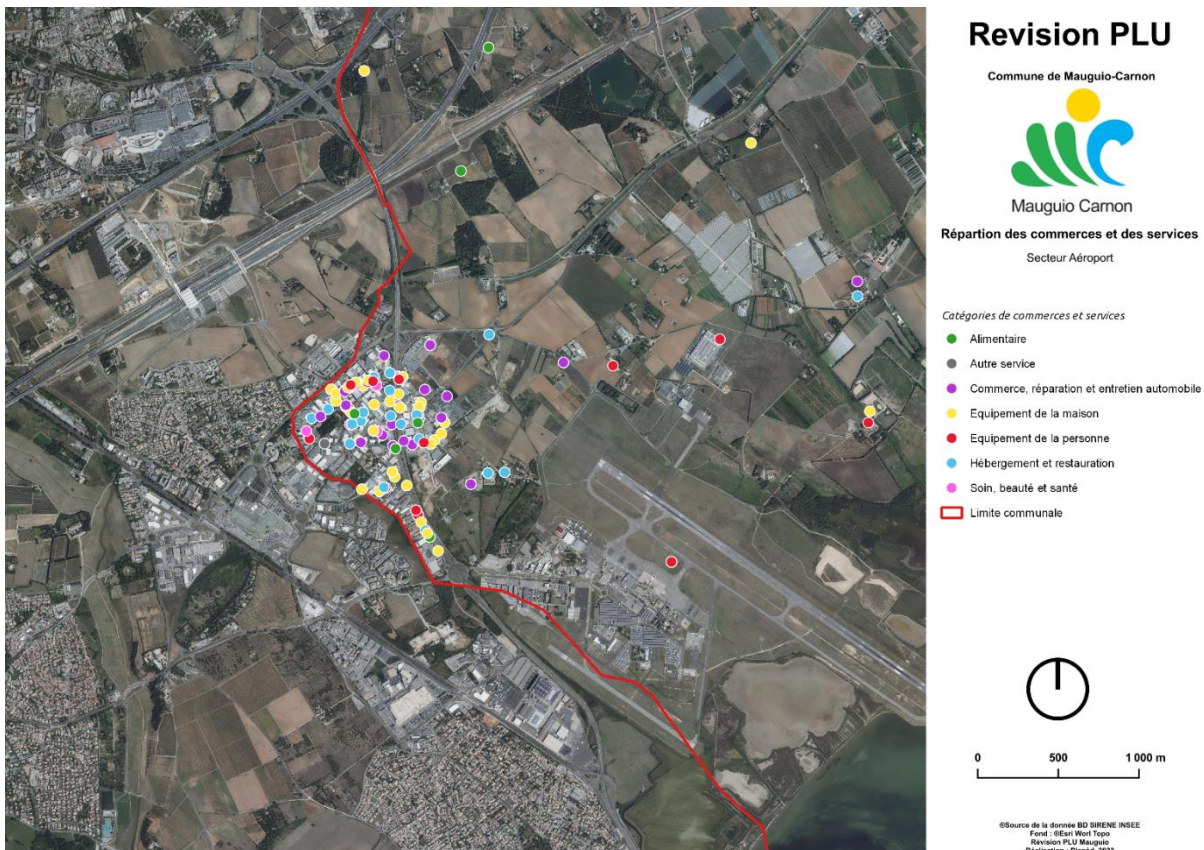 Revision PLU
Commune de Mauguio-Carnon
Mauguio Carnon
Répartion des commerces et des services
Secteur Aéroport
Catégories de commerces et services
Alimentaire
Autre service
Commerce, réparation et entretien automobile
Equipement de la maison
Equipement de la personne
Hébergement et restauration
Soin, beauté et santé
Limite communale
0 500 1 000 m
©Source de la donnée BD SIRENE INSEE
Fond : ©Esri Worl Topo
Révision PLU Mauguio